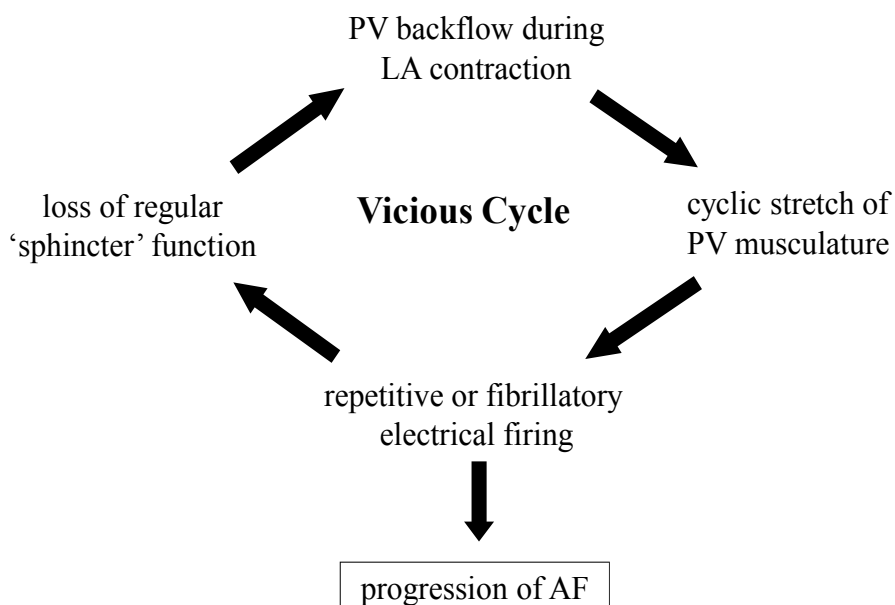 PV backflow during
LA contraction
loss of regular
‘sphincter’ function
Vicious Cycle
cyclic stretch of
PV musculature
repetitive or fibrillatory
electrical firing
progression of AF